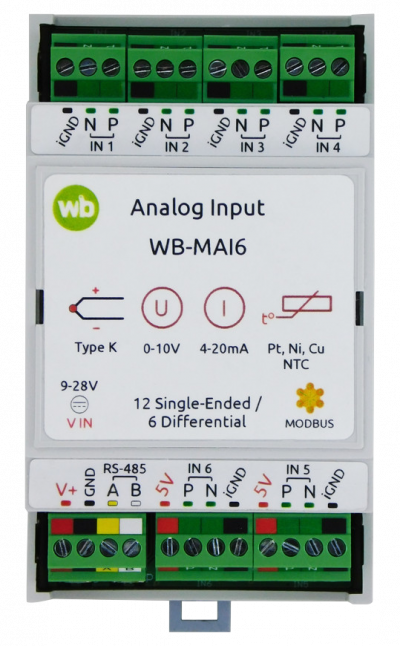 iGND N P iGND N P iGND N P iGND N P
IN 1 IN 2 IN 3 IN 4
wb
Analog Input
WB-MAI6
+
−
U
I
t°
Type K 0-10V 4-20mA Pt, Ni, Cu
NTC
9-28V
V IN
12 Single-Ended /
6 Differential
MODBUS
RS-485 IN 6 IN 5
V+ GND A B 5V P N iGND 5V P N iGND